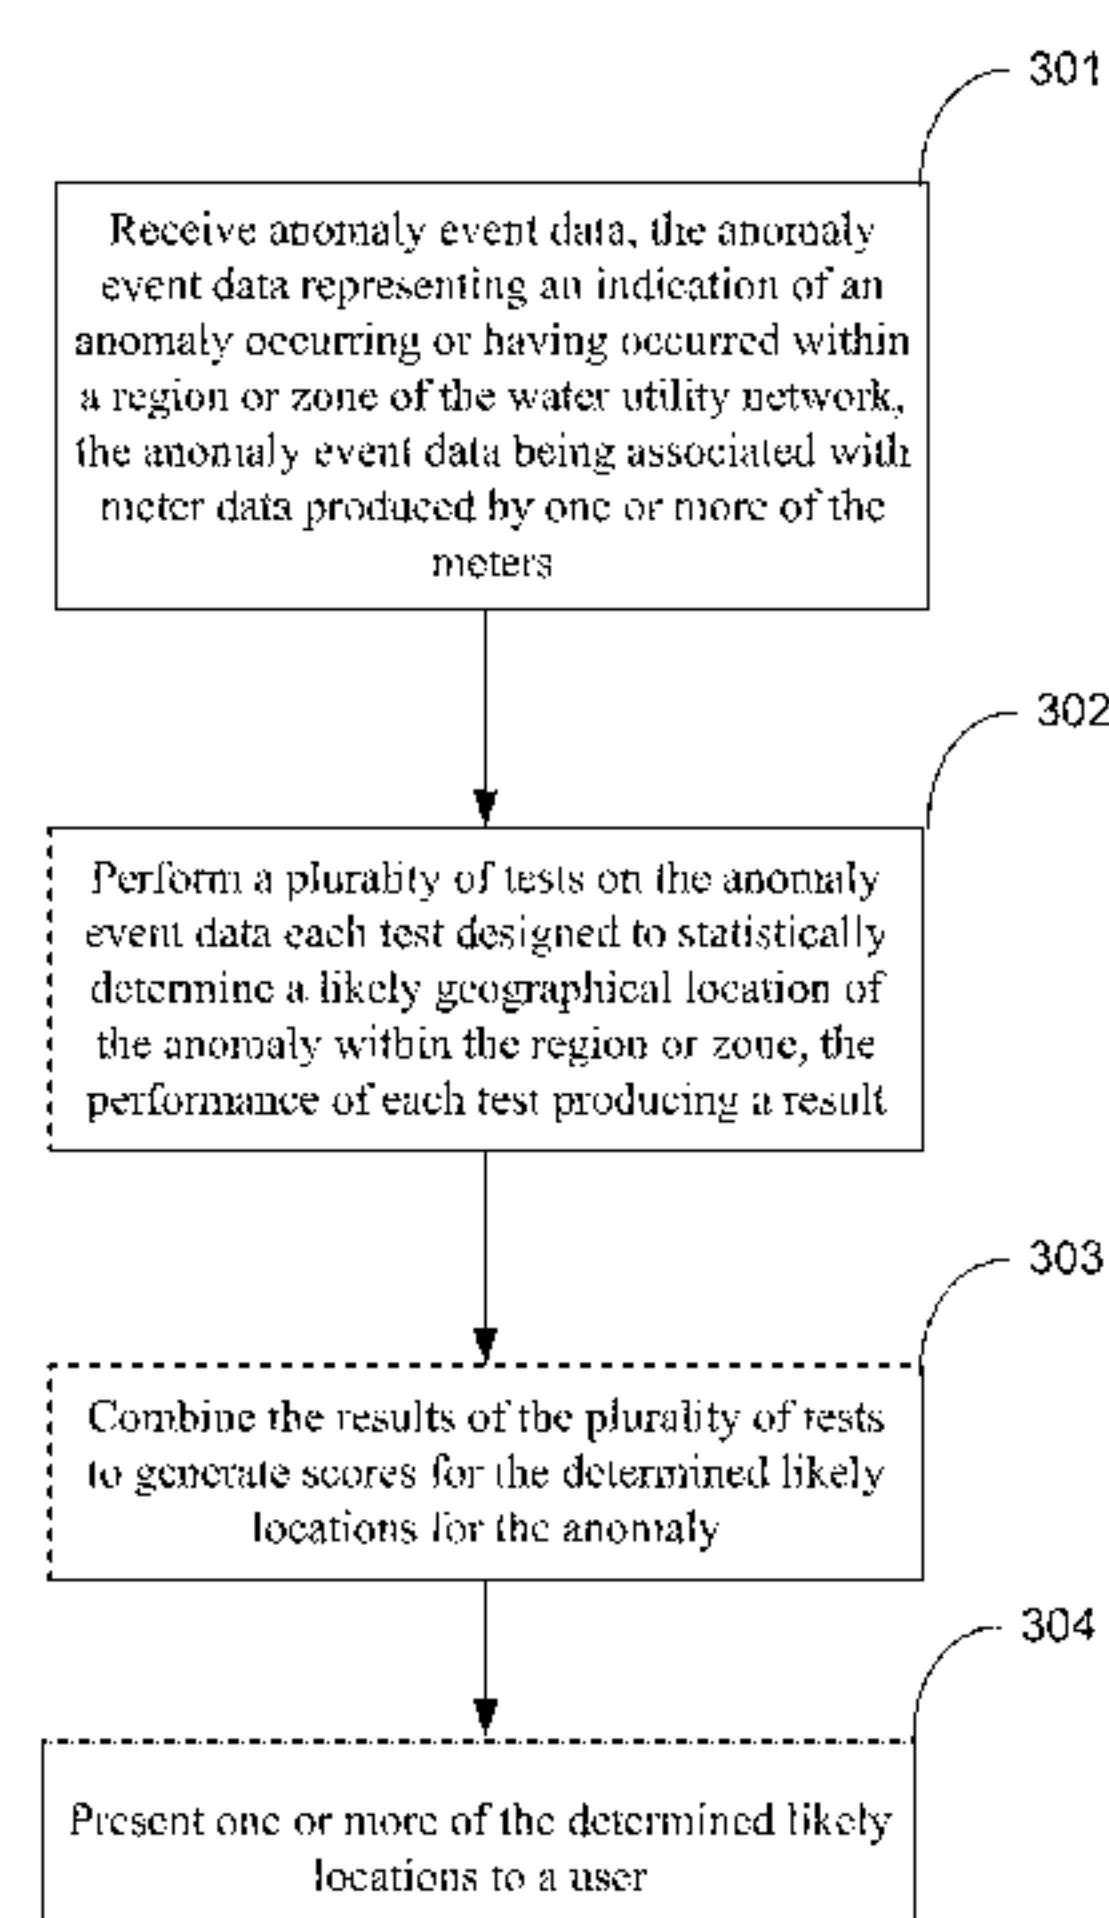 301
Receive anomaly event data, the anomaly
event data representing an indication of an
anomaly occurring or having occurred within
a region or zone of the water utility network,
the anomaly event data being associated with
meter data produced by one or more of the
meters
302
Perform a plurality of tests on the anomaly
event data each test designed to statistically
determine a likely geographical location of
the anomaly within the region or zone, the
performance of each test producing a result
303
Combine the results of the plurality of tests
to generate scores for the determined likely
locations for the anomaly
304
Present one or more of the determined likely
locations to a user